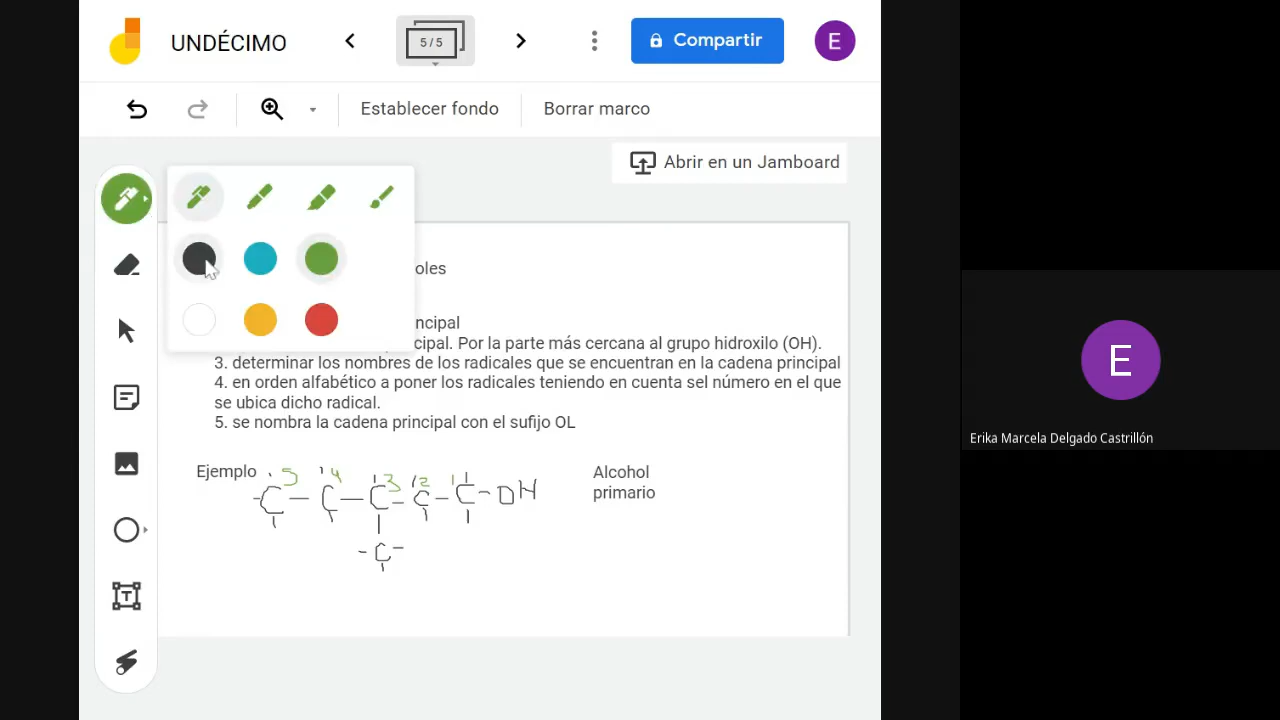 UNDÉCIMO
5 / 5
Compartir
E
Establecer fondo
Borrar marco
Abrir en un Jamboard
oles
ncipal
cipal. Por la parte más cercana al grupo hidroxilo (OH).
3. determinar los nombres de los radicales que se encuentran en la cadena principal
4. en orden alfabético a poner los radicales teniendo en cuenta sel número en el que
se ubica dicho radical.
5. se nombra la cadena principal con el sufijo OL
Ejemplo
5 4 3 2 1
- C - C - C - C - C - OH
- C -
Alcohol
primario
T
E
Erika Marcela Delgado Castrillón